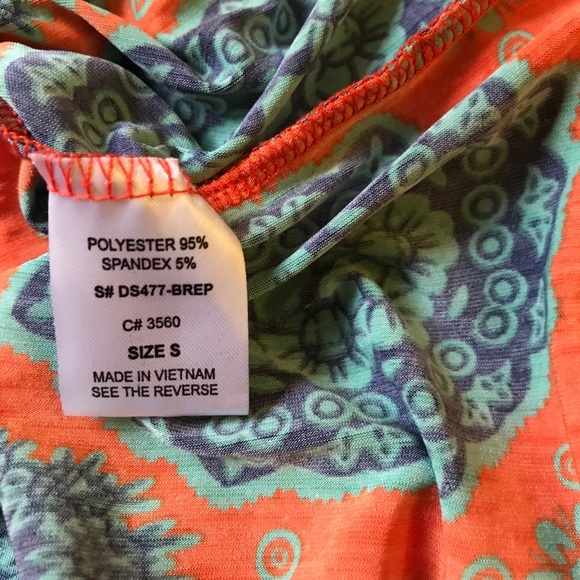 POLYESTER 95%
SPANDEX 5%
S# DS477-BREP
C# 3560
SIZE S
MADE IN VIETNAM
SEE THE REVERSE